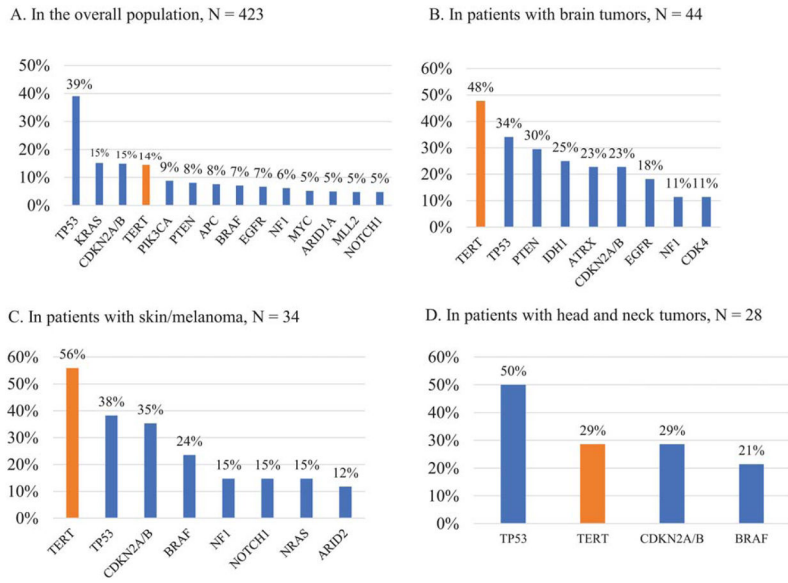 A. In the overall population, N = 423
50%
40%
30%
20%
10%
0%
39%
15%
15%
14%
9%
8%
8%
7%
7%
6%
5%
5%
5%
5%
TP53
KRAS
CDKN2A/B
TERT
PIK3CA
PTEN
APC
BRAF
EGFR
NF1
MYC
ARID1A
MLL2
NOTCH1
B. In patients with brain tumors, N = 44
60%
50%
40%
30%
20%
10%
0%
48%
34%
30%
25%
23%
23%
18%
11%
11%
TERT
TP53
PTEN
IDH1
ATRX
CDKN2A/B
EGFR
NF1
CDK4
C. In patients with skin/melanoma, N = 34
60%
50%
40%
30%
20%
10%
0%
56%
38%
35%
24%
15%
15%
15%
12%
TERT
TP53
CDKN2A/B
BRAF
NF1
NOTCH1
NRAS
ARID2
D. In patients with head and neck tumors, N = 28
60%
50%
40%
30%
20%
10%
0%
50%
29%
29%
21%
TP53
TERT
CDKN2A/B
BRAF